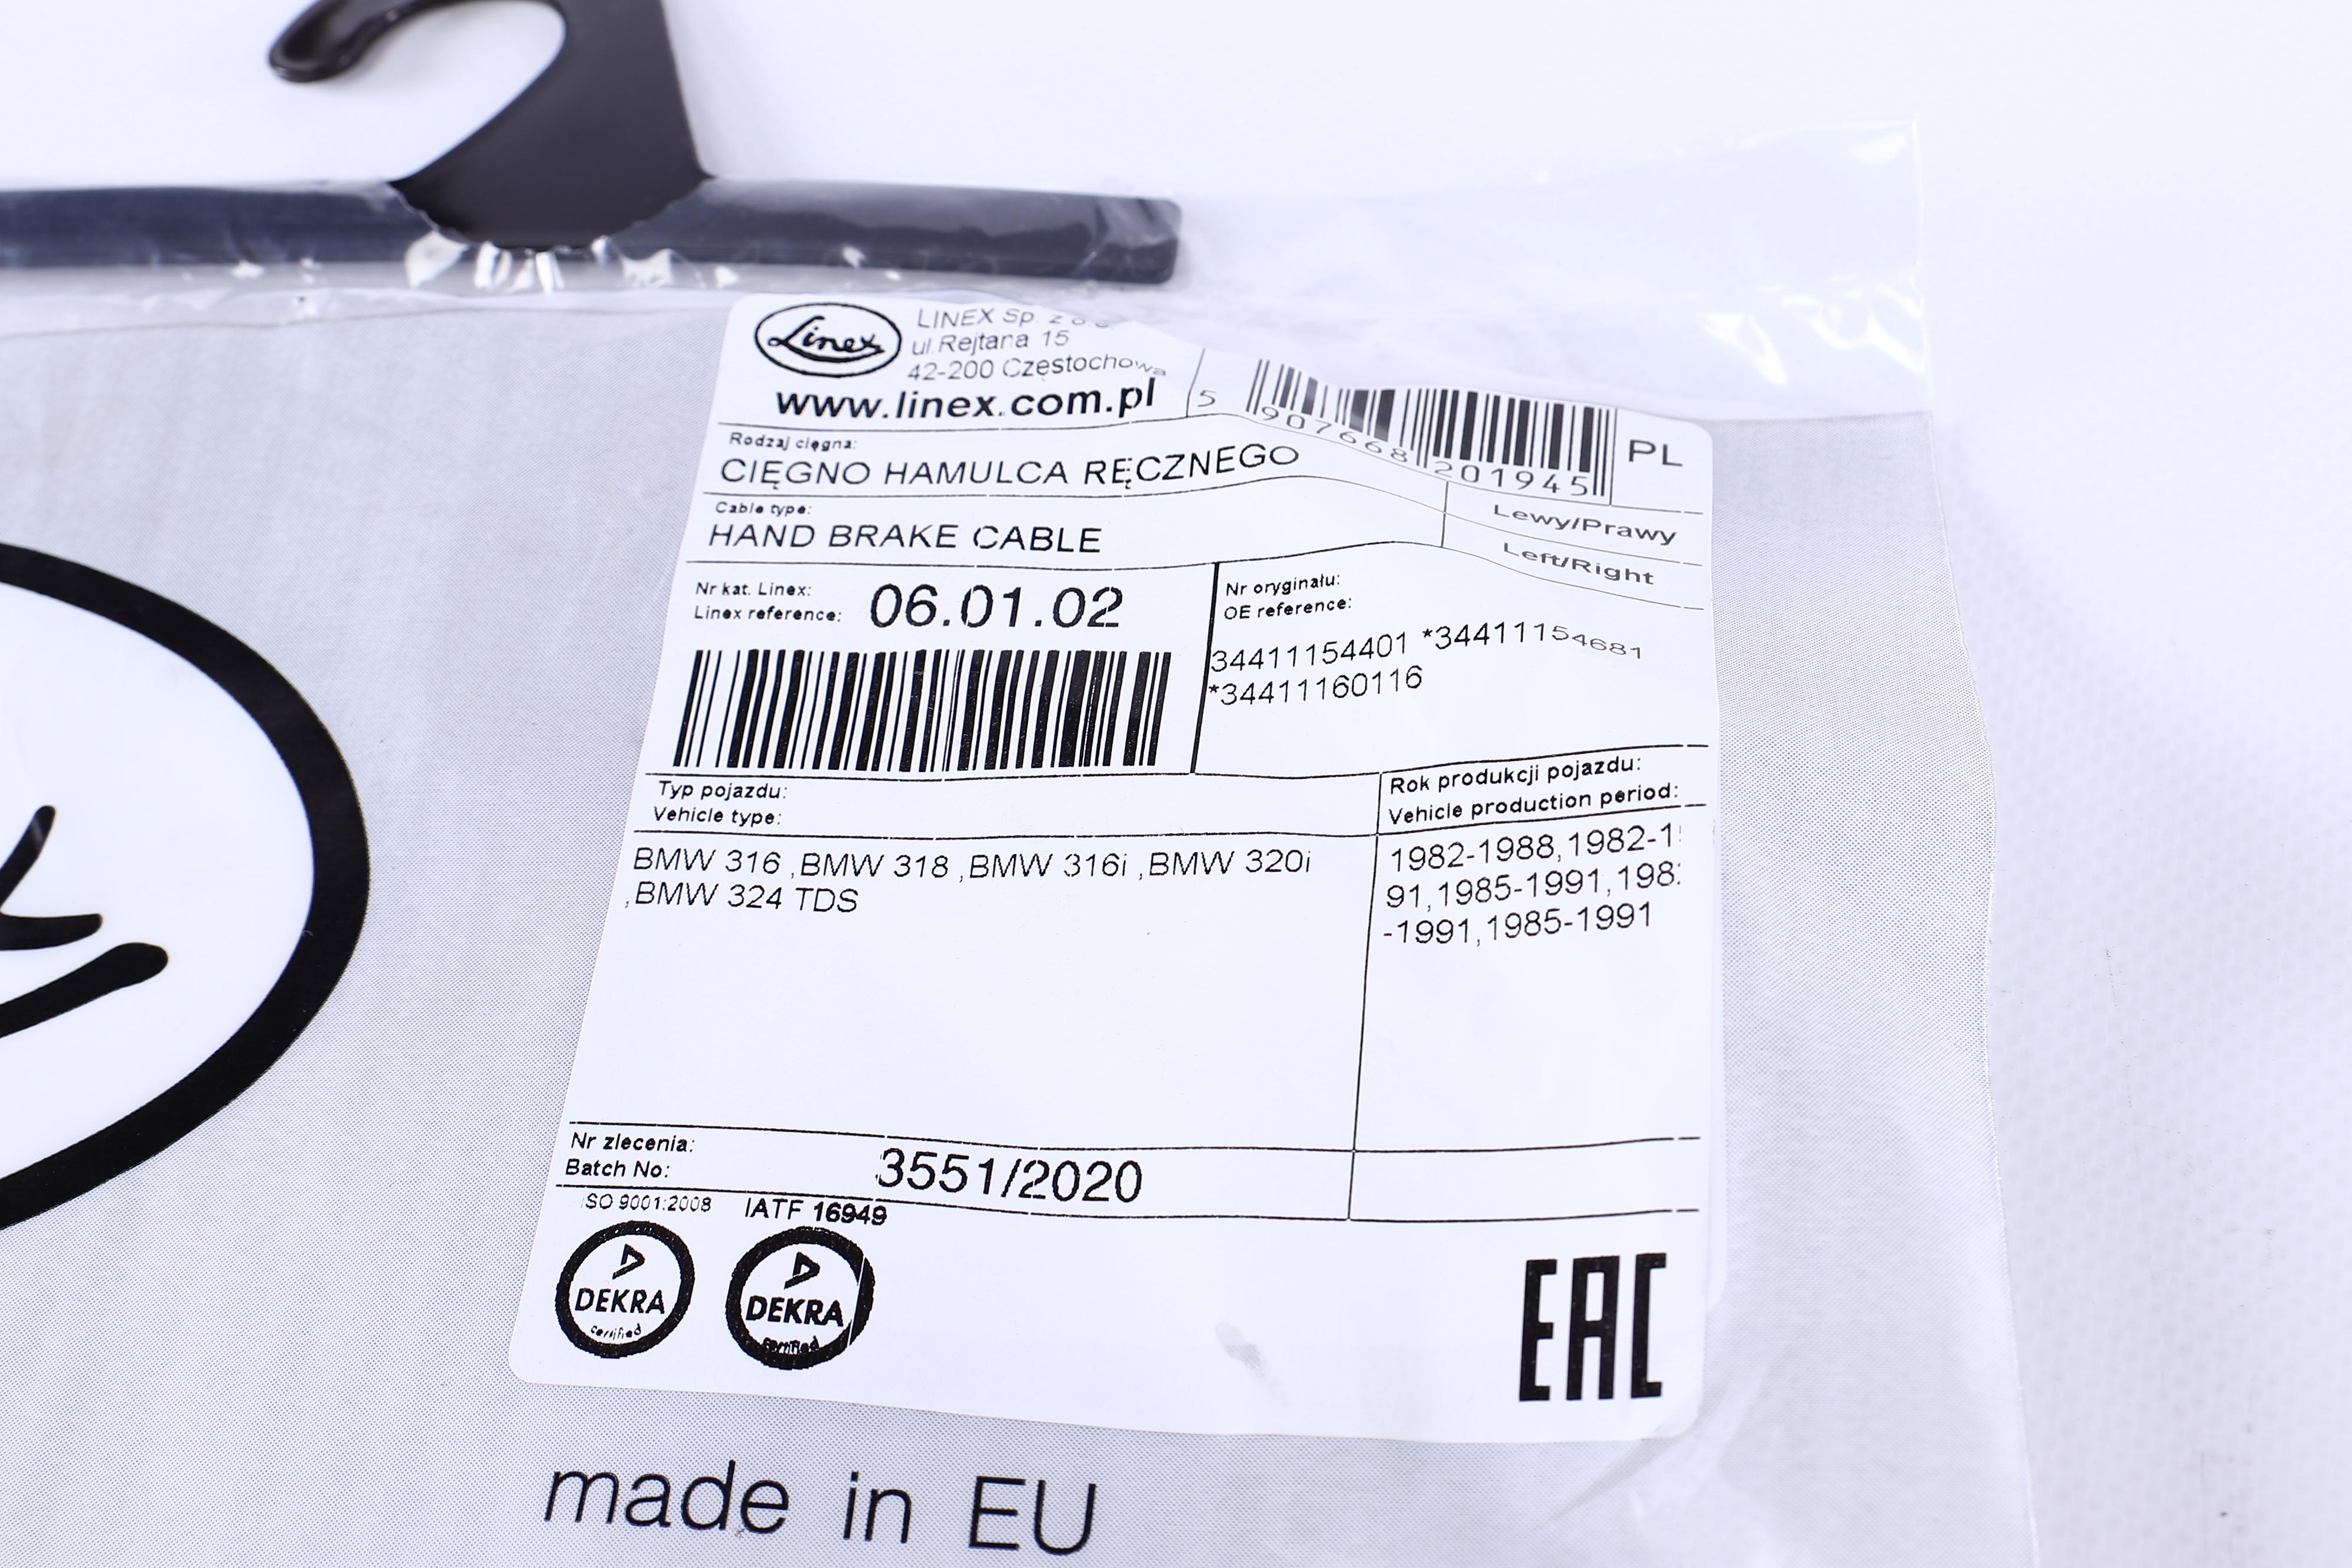 Linex
LINEX Sp. z o o
ul.Rejtana 15
42-200 Częstochowa
www.linex.com.pl
5 907668 201945
PL
Rodzaj cięgna:
CIĘGNO HAMULCA RĘCZNEGO
Lewy/Prawy
Cable type:
HAND BRAKE CABLE
Left/Right
Nr kat. Linex:
Linex reference:
06.01.02
Nr oryginału:
OE reference:
34411154401 *34411154681
*34411160116
Typ pojazdu:
Vehicle type:
Rok produkcji pojazdu:
Vehicle production period:
BMW 316 ,BMW 318 ,BMW 316i ,BMW 320i
,BMW 324 TDS
1982-1988,1982-1
91,1985-1991,198
-1991,1985-1991
Nr zlecenia:
Batch No:
3551/2020
ISO 9001:2008
IATF 16949
DEKRA
certified
DEKRA
certified
EAC
made in EU